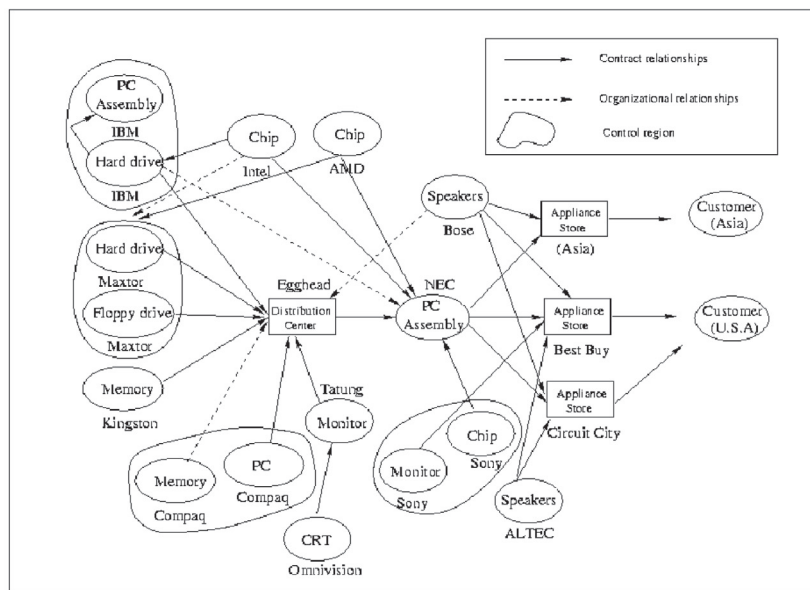 Contract relationships
Organizational relationships
Control region
PC
Assembly
IBM
Hard drive
IBM
Chip
Intel
Chip
AMD
Speakers
Bose
Appliance
Store
(Asia)
Customer
(Asia)
Hard drive
Maxtor
Floppy drive
Maxtor
Egghead
Distribution
Center
NEC
PC
Assembly
Appliance
Store
Best Buy
Customer
(U.S.A)
Memory
Kingston
Tatung
Monitor
Appliance
Store
Circuit City
Memory
Compaq
PC
Compaq
Chip
Sony
Monitor
Sony
Speakers
ALTEC
CRT
Omnivision